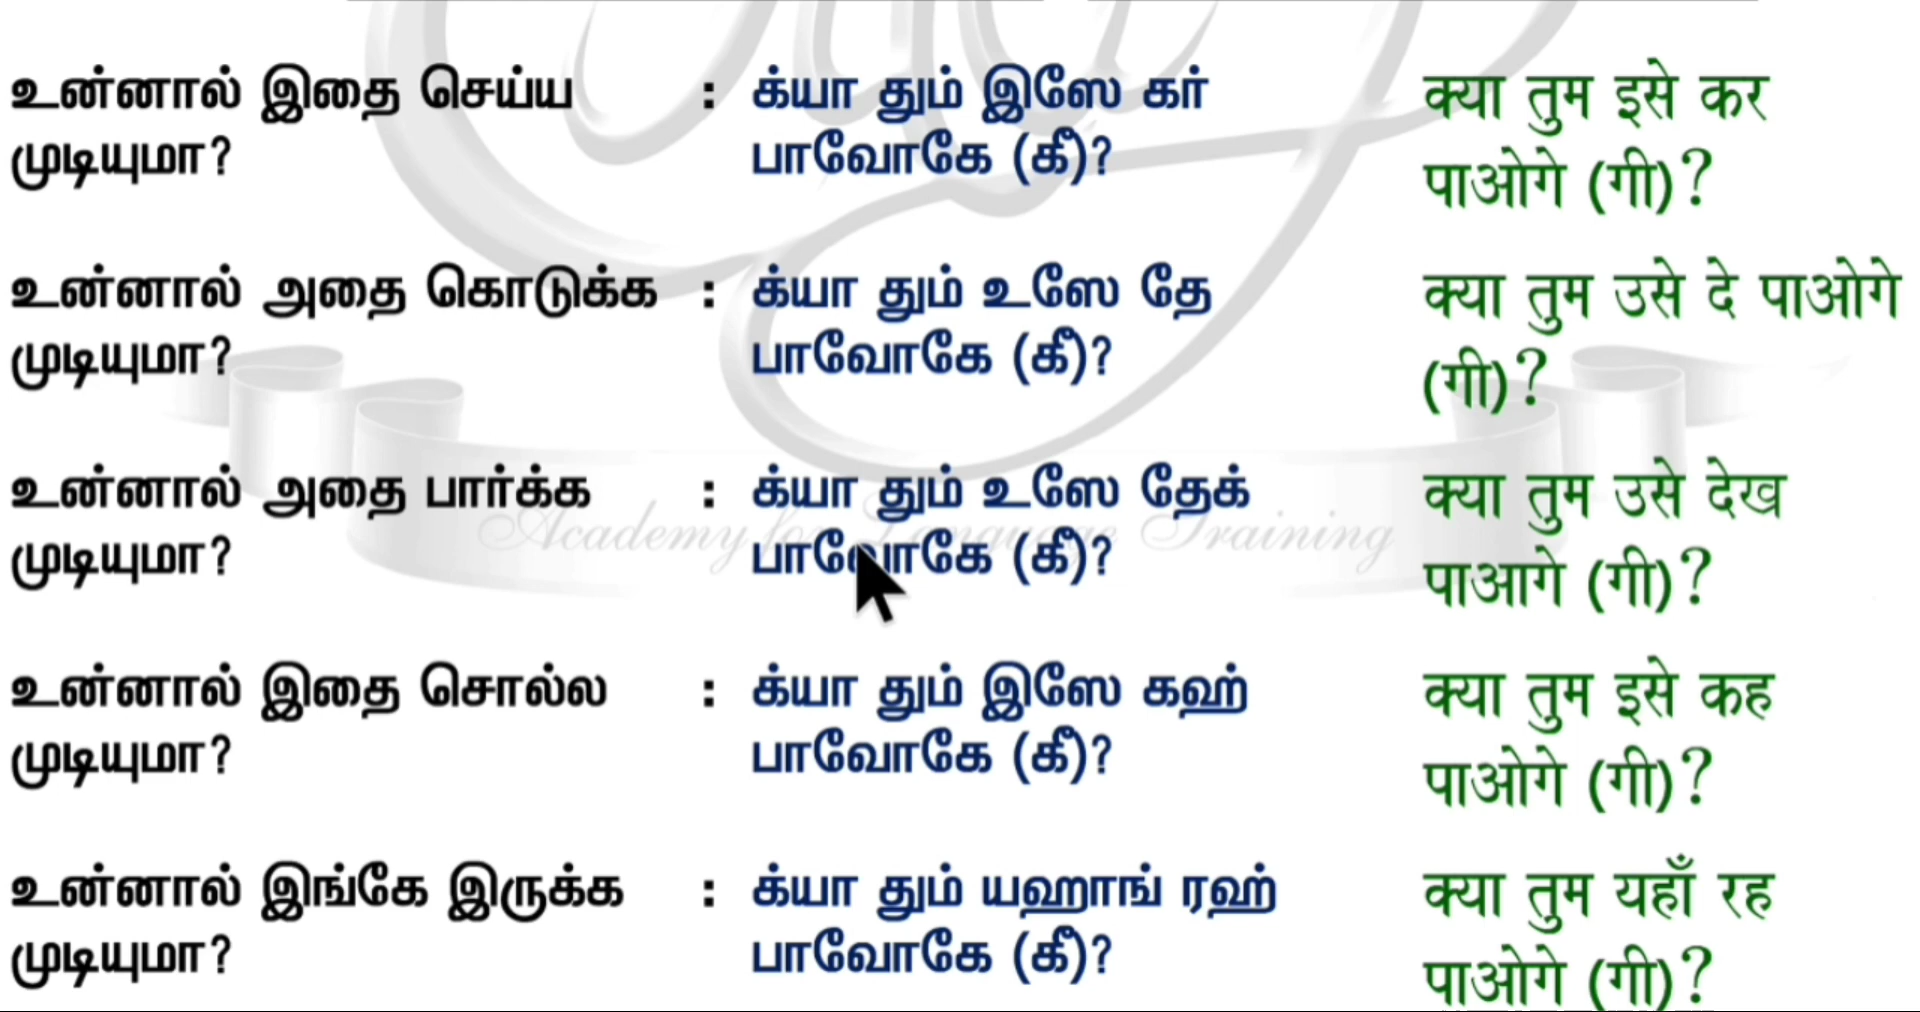 உன்னால் இதை செய்ய : க்யா தும் இஸே கர் क्या तुम इसे कर
முடியுமா? பாவோகே (கீ)? पाओगे (गी)?
உன்னால் அதை கொடுக்க : க்யா தும் உஸே தே क्या तुम उसे दे पाओगे
முடியுமா? பாவோகே (கீ)? (गी)?
உன்னால் அதை பார்க்க : க்யா தும் உஸே தேக் क्या तुम उसे देख
Academy for Language Training
முடியுமா? பாவோகே (கீ)? पाआगे (गी)?
உன்னால் இதை சொல்ல : க்யா தும் இஸே கஹ் क्या तुम इसे कह
முடியுமா? பாவோகே (கீ)? पाओगे (गी)?
உன்னால் இங்கே இருக்க : க்யா தும் யஹாங் ரஹ் क्या तुम यहाँ रह
முடியுமா? பாவோகே (கீ)? पाओगे (गी)?